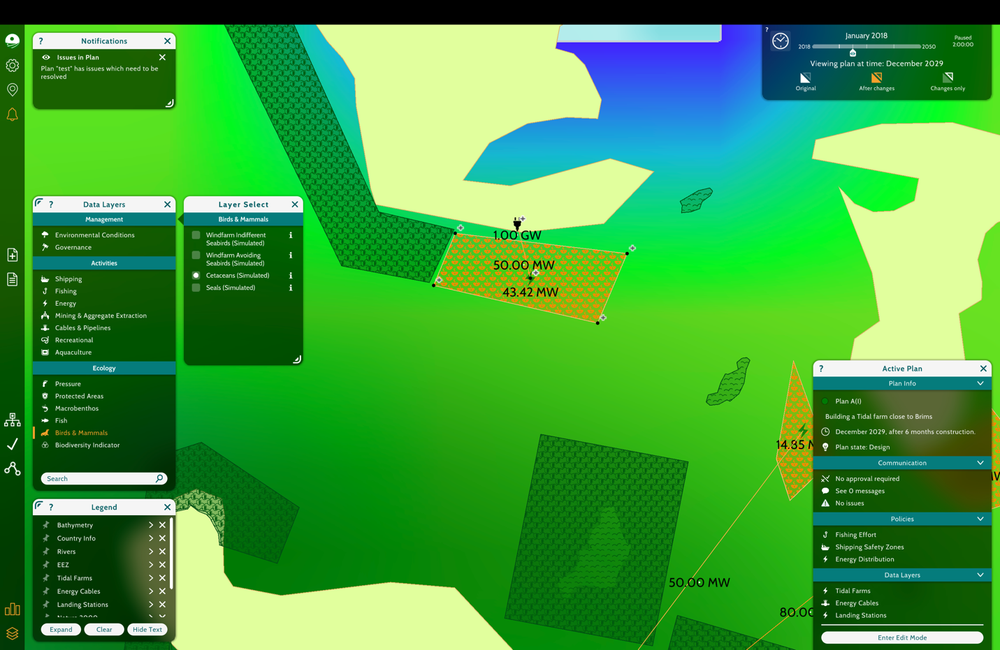 ? Notifications
Issues in Plan
Plan "test" has issues which need to be
resolved
?
January 2018
2018
2050
Paused
2:00:00
Viewing plan at time: December 2029
Original
After changes
Changes only
? Data Layers
Management
Environmental Conditions
Governance
Activities
Shipping
Fishing
Energy
Mining & Aggregate Extraction
Cables & Pipelines
Recreational
Aquaculture
Ecology
Pressure
Protected Areas
Macrobenthos
Fish
Birds & Mammals
Biodiversity Indicator
Search
Layer Select
Birds & Mammals
Windfarm Indifferent
Seabirds (Simulated)
Windfarm Avoiding
Seabirds (Simulated)
Cetaceans (Simulated)
Seals (Simulated)
1.00 GW
50.00 MW
43.42 MW
14.85 M
50.00 MW
80.00
? Legend
Bathymetry
Country Info
Rivers
EEZ
Tidal Farms
Energy Cables
Landing Stations
Expand
Clear
Hide Text
? Active Plan
Plan Info
Plan A(I)
Building a Tidal farm close to Brims
December 2029, after 6 months construction.
Plan state: Design
Communication
No approval required
See 0 messages
No issues
Policies
Fishing Effort
Shipping Safety Zones
Energy Distribution
Data Layers
Tidal Farms
Energy Cables
Landing Stations
Enter Edit Mode